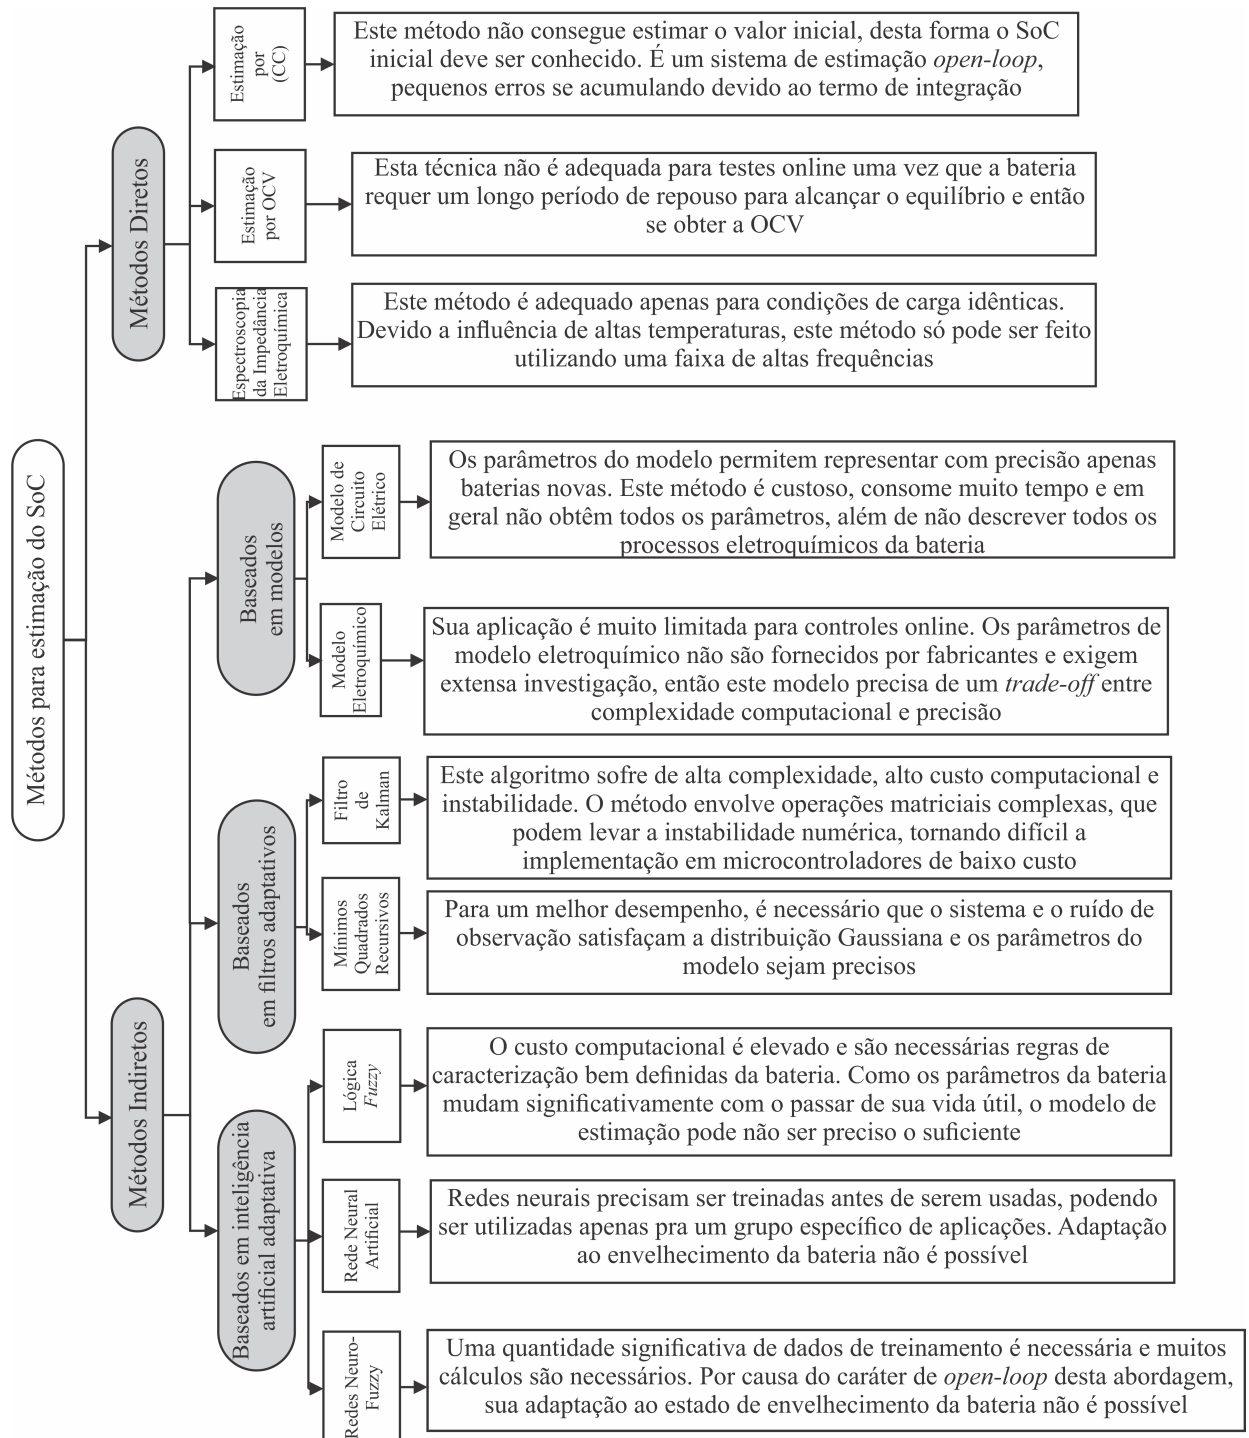 Métodos para estimação do SoC
Métodos Diretos
Estimação
por
(CC)
Este método não consegue estimar o valor inicial, desta forma o SoC
inicial deve ser conhecido. É um sistema de estimação open-loop,
pequenos erros se acumulando devido ao termo de integração
Estimação
por OCV
Esta técnica não é adequada para testes online uma vez que a bateria
requer um longo período de repouso para alcançar o equilíbrio e então
se obter a OCV
Espectroscopia
da Impedância
Eletroquímica
Este método é adequado apenas para condições de carga idênticas.
Devido a influência de altas temperaturas, este método só pode ser feito
utilizando uma faixa de altas frequências
Métodos Indiretos
Baseados
em modelos
Modelo de
Circuito
Elétrico
Os parâmetros do modelo permitem representar com precisão apenas
baterias novas. Este método é custoso, consome muito tempo e em
geral não obtêm todos os parâmetros, além de não descrever todos os
processos eletroquímicos da bateria
Modelo
Eletroquímico
Sua aplicação é muito limitada para controles online. Os parâmetros de
modelo eletroquímico não são fornecidos por fabricantes e exigem
extensa investigação, então este modelo precisa de um trade-off entre
complexidade computacional e precisão
Baseados
em filtros adaptativos
Filtro
de
Kalman
Este algoritmo sofre de alta complexidade, alto custo computacional e
instabilidade. O método envolve operações matriciais complexas, que
podem levar a instabilidade numérica, tornando difícil a
implementação em microcontroladores de baixo custo
Mínimos
Quadrados
Recursivos
Para um melhor desempenho, é necessário que o sistema e o ruído de
observação satisfaçam a distribuição Gaussiana e os parâmetros do
modelo sejam precisos
Baseados em inteligência
artificial adaptativa
Lógica
Fuzzy
O custo computacional é elevado e são necessárias regras de
caracterização bem definidas da bateria. Como os parâmetros da bateria
mudam significativamente com o passar de sua vida útil, o modelo de
estimação pode não ser preciso o suficiente
Rede Neural
Artificial
Redes neurais precisam ser treinadas antes de serem usadas, podendo
ser utilizadas apenas pra um grupo específico de aplicações. Adaptação
ao envelhecimento da bateria não é possível
Redes Neuro-
Fuzzy
Uma quantidade significativa de dados de treinamento é necessária e muitos
cálculos são necessários. Por causa do caráter de open-loop desta abordagem,
sua adaptação ao estado de envelhecimento da bateria não é possível